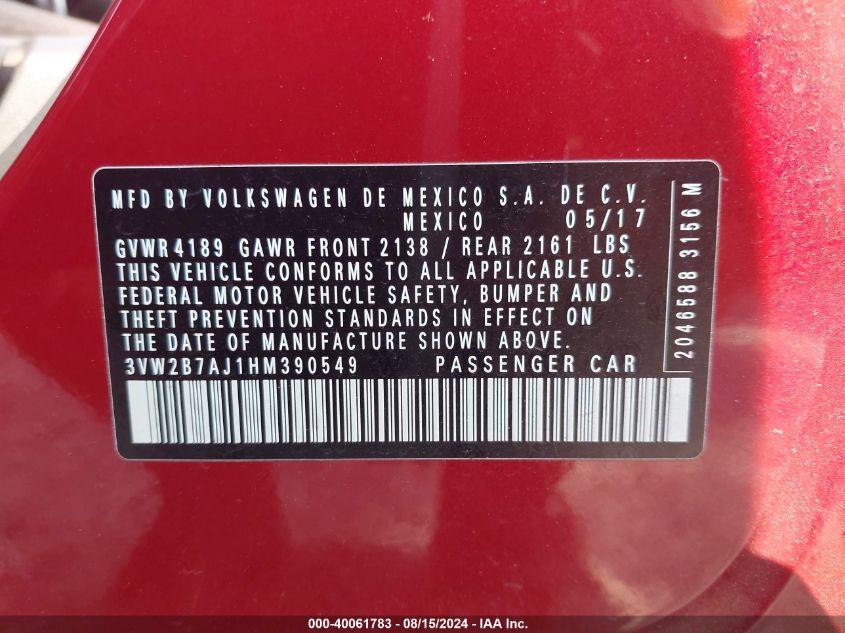 MFD BY VOLKSWAGEN DE MEXICO S.A. DE C.V.
MEXICO 05/17
GVWR 4189 GAWR FRONT 2138 / REAR 2161 LBS
THIS VEHICLE CONFORMS TO ALL APPLICABLE U.S.
FEDERAL MOTOR VEHICLE SAFETY, BUMPER AND
THEFT PREVENTION STANDARDS IN EFFECT ON
THE DATE OF MANUFACTURE SHOWN ABOVE.
3VW2B7AJ1HM390549 PASSENGER CAR
2046588 3156 M
000-40061783 - 08/15/2024 - IAA Inc.